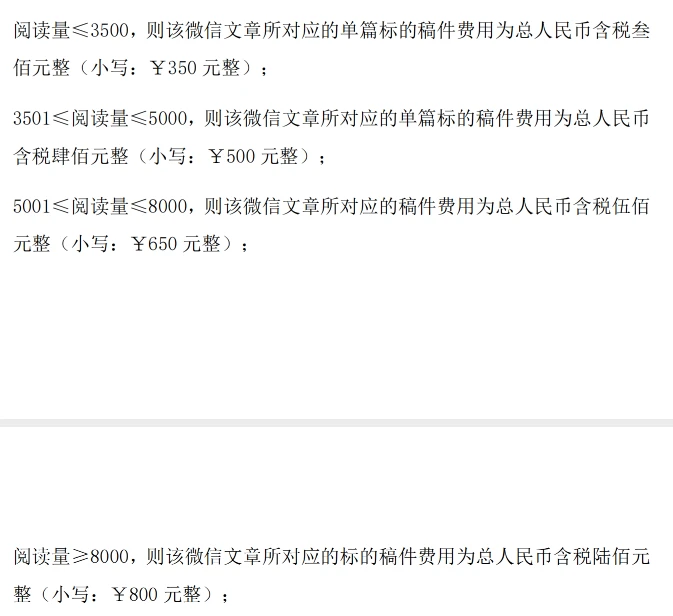 阅读量≤3500，则该微信文章所对应的单篇标的稿件费用为总人民币含税叁
佰元整（小写：￥350 元整）；
3501≤阅读量≤5000，则该微信文章所对应的单篇标的稿件费用为总人民币
含税肆佰元整（小写：￥500 元整）；
5001≤阅读量≤8000，则该微信文章所对应的稿件费用为总人民币含税伍佰
元整（小写：￥650 元整）；
阅读量≥8000，则该微信文章所对应的标的稿件费用为总人民币含税陆佰元
整（小写：￥800 元整）；